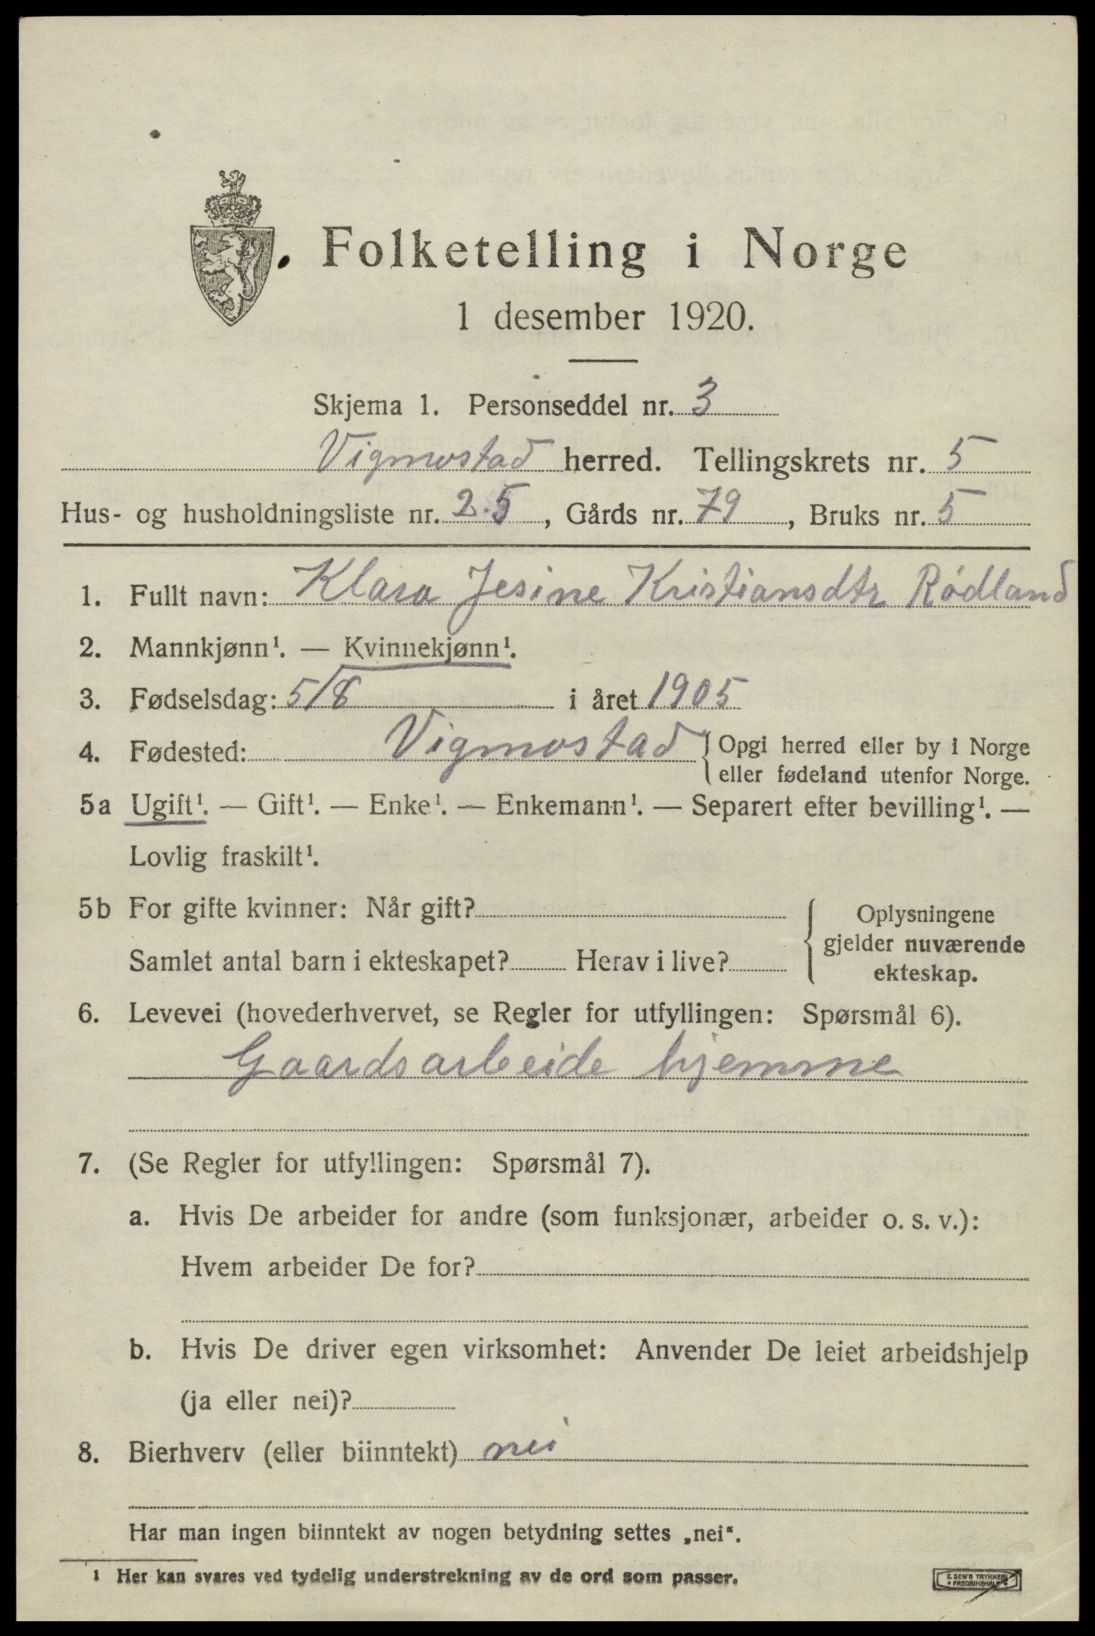 Folketelling i Norge
1 desember 1920.
Skjema 1. Personseddel nr. 3
Vigmostad herred. Tellingskrets nr. 5
Hus- og husholdningsliste nr. 25, Gårds nr. 79, Bruks nr. 5
1. Fullt navn: Klara Jesine Kristiansdtr Rødland
2. Mannkjønn¹. — Kvinnekjønn¹.
3. Fødselsdag: 5/8 i året 1905
4. Fødested: Vigmostad { Opgi herred eller by i Norge
eller fødeland utenfor Norge.
5a Ugift¹. — Gift¹. — Enke¹. — Enkemann¹. — Separert efter bevilling¹. —
Lovlig fraskilt¹.
5b For gifte kvinner: Når gift?
Samlet antal barn i ekteskapet? Herav i live?
Oplysningene
gjelder nuværende
ekteskap.
6. Levevei (hovederhvervet, se Regler for utfyllingen: Spørsmål 6).
Gaardsarbeide hjemme
7. (Se Regler for utfyllingen: Spørsmål 7).
a. Hvis De arbeider for andre (som funksjonær, arbeider o. s. v.):
Hvem arbeider De for?
b. Hvis De driver egen virksomhet: Anvender De leiet arbeidshjelp
(ja eller nei)?
8. Bierhverv (eller biinntekt) nei
Har man ingen biinntekt av nogen betydning settes „nei“.
¹ Her kan svares ved tydelig understrekning av de ord som passer.